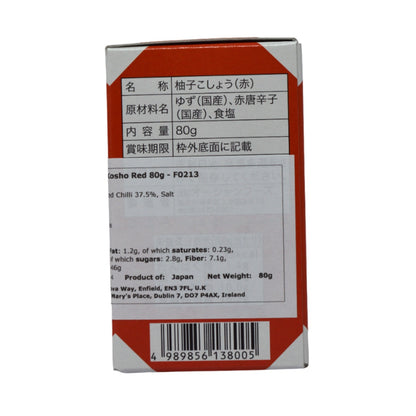 名 称 柚子こしょう(赤)
原材料名 ゆず(国産)、赤唐辛子
(国産)、食塩
内容量 80g
賞味期限 枠外底面に記載
Kosho Red 80g - F0213
Chilli 37.5%, Salt
fat: 1.2g, of which saturates: 0.23g,
of which sugars: 2.8g, Fiber: 7.1g,
Product of: Japan Net Weight: 80g
Way, Enfield, EN3 7FL, U.K
Mary's Place, Dublin 7, D07 P4AX, Ireland
4 989856 138005